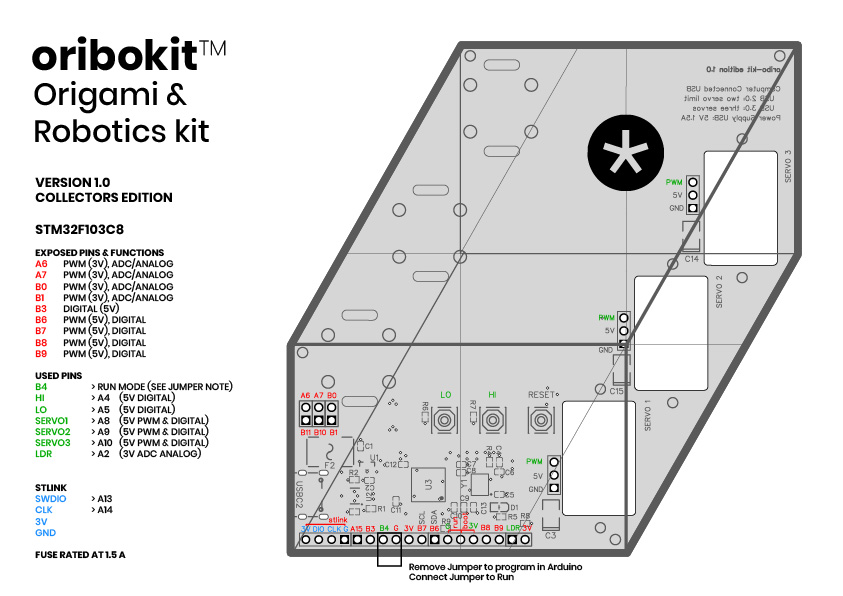 oribokit™
Origami &
Robotics kit
VERSION 1.0
COLLECTORS EDITION
STM32F103C8
EXPOSED PINS & FUNCTIONS
A6 PWM (3V), ADC/ANALOG
A7 PWM (3V), ADC/ANALOG
B0 PWM (3V), ADC/ANALOG
B1 PWM (3V), ADC/ANALOG
B3 DIGITAL (5V)
B6 PWM (5V), DIGITAL
B7 PWM (5V), DIGITAL
B8 PWM (5V), DIGITAL
B9 PWM (5V), DIGITAL
USED PINS
B4 > RUN MODE (SEE JUMPER NOTE)
HI > A4 (5V DIGITAL)
LO > A5 (5V DIGITAL)
SERVO1 > A8 (5V PWM & DIGITAL)
SERVO2 > A9 (5V PWM & DIGITAL)
SERVO3 > A10 (5V PWM & DIGITAL)
LDR > A2 (3V ADC ANALOG)
STLINK
SWDIO > A13
CLK > A14
3V
GND
FUSE RATED AT 1.5 A
oribo-kit edition 1.0
Computer Connected USB
USB 2.0: two servo limit
USB 3.0: three servos
Power Supply USB: 5V 1.5A
SERVO 3
PWM
5V
GND
C14
SERVO 2
PWM
5V
GND
C15
SERVO 1
LO
HI
RESET
R6
R7
A6 A7 B0
B11 B10 B1
C1
F2
U1
C12
R2
U3
Y1
C6
C5
USBC2
U2
R1
C11
C9
C13
D1
R5
R8
PWM
5V
GND
C3
SCL
SDA
R9
stlink
3V DIO CLK G A15 B3 B4 G 3V B7 B6 G 3V B8 B9 LDR 3V
Remove Jumper to program in Arduino
Connect Jumper to Run